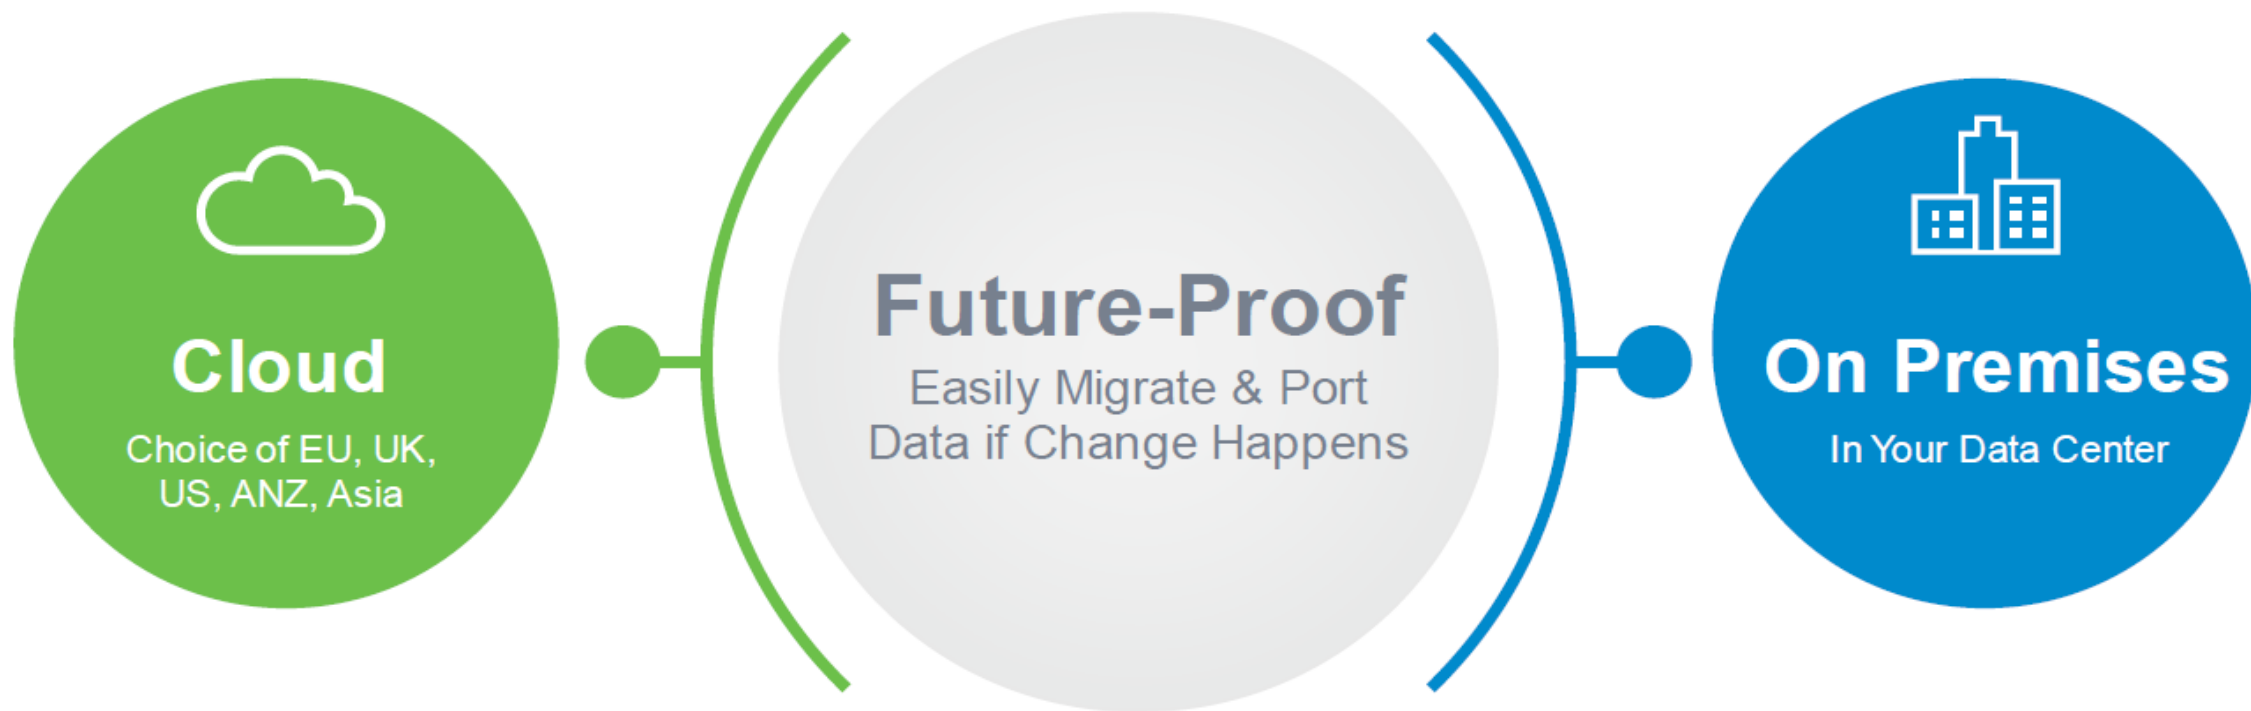 Cloud
Choice of EU, UK,
US, ANZ, Asia
Future-Proof
Easily Migrate & Port
Data if Change Happens
On Premises
In Your Data Center